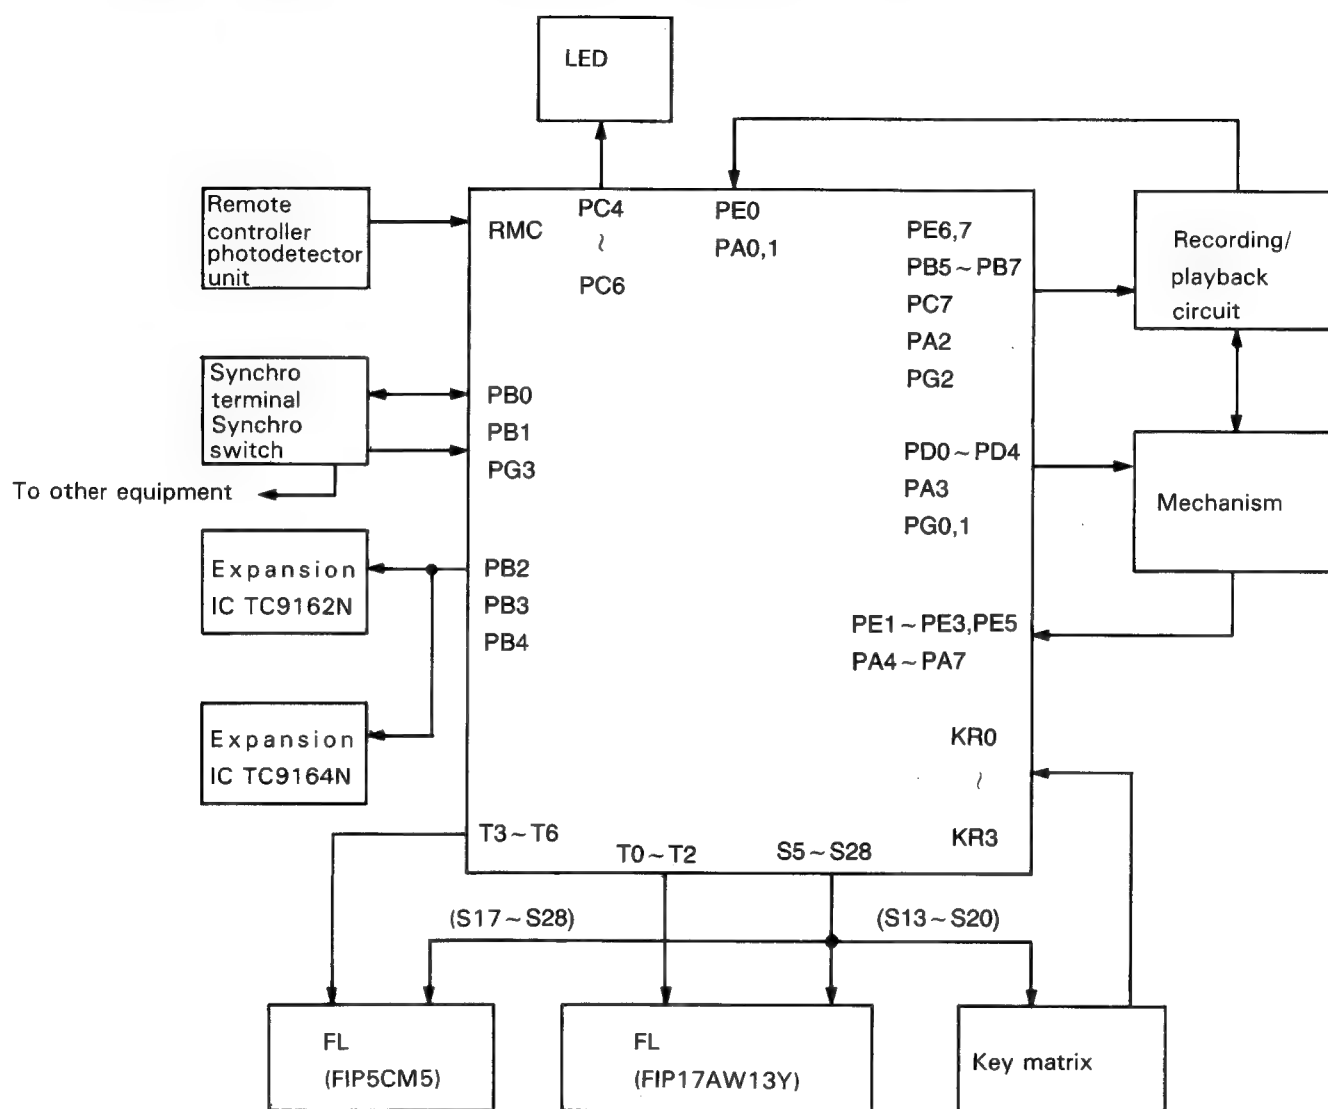 LED
Remote
controller
photodetector
unit
RMC
PC4
~
PC6
PE0
PA0,1
PE6,7
PB5~PB7
PC7
PA2
PG2
Recording/
playback
circuit
Synchro
terminal
Synchro
switch
PB0
PB1
PG3
To other equipment
PD0~PD4
PA3
PG0,1
Mechanism
Expansion
IC TC9162N
PB2
PB3
PB4
PE1~PE3,PE5
PA4~PA7
Expansion
IC TC9164N
KR0
~
KR3
T3~T6
T0~T2
S5~S28
(S17~S28)
(S13~S20)
FL
(FIP5CM5)
FL
(FIP17AW13Y)
Key matrix